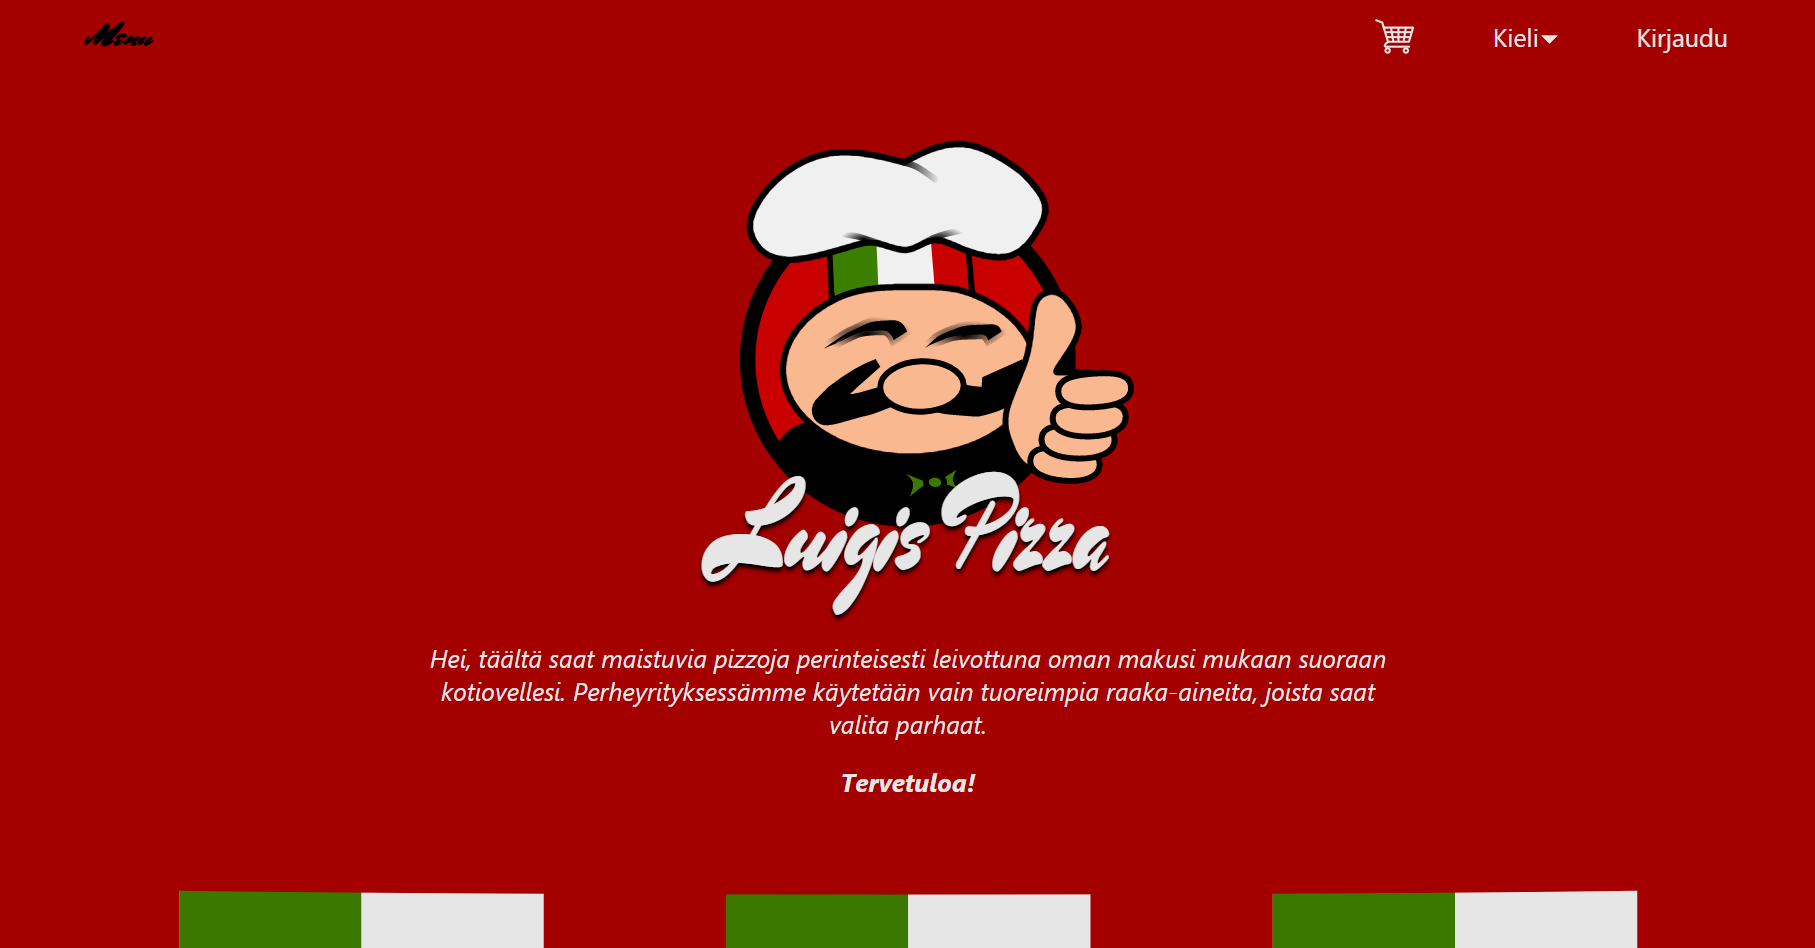 Menu
Kieli
Kirjaudu
Luigis Pizza
Hei, täältä saat maistuvia pizzoja perinteisesti leivottuna oman makusi mukaan suoraan
kotiovellesi. Perheyrityksessämme käytetään vain tuoreimpia raaka-aineita, joista saat
valita parhaat.
Tervetuloa!